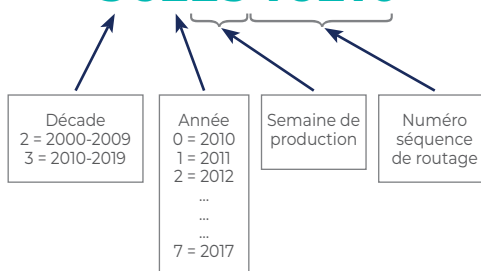 Décade
2 = 2000-2009
3 = 2010-2019
Année
0 = 2010
1 = 2011
2 = 2012
...
...
...
7 = 2017
Semaine de
production
Numéro
séquence
de routage